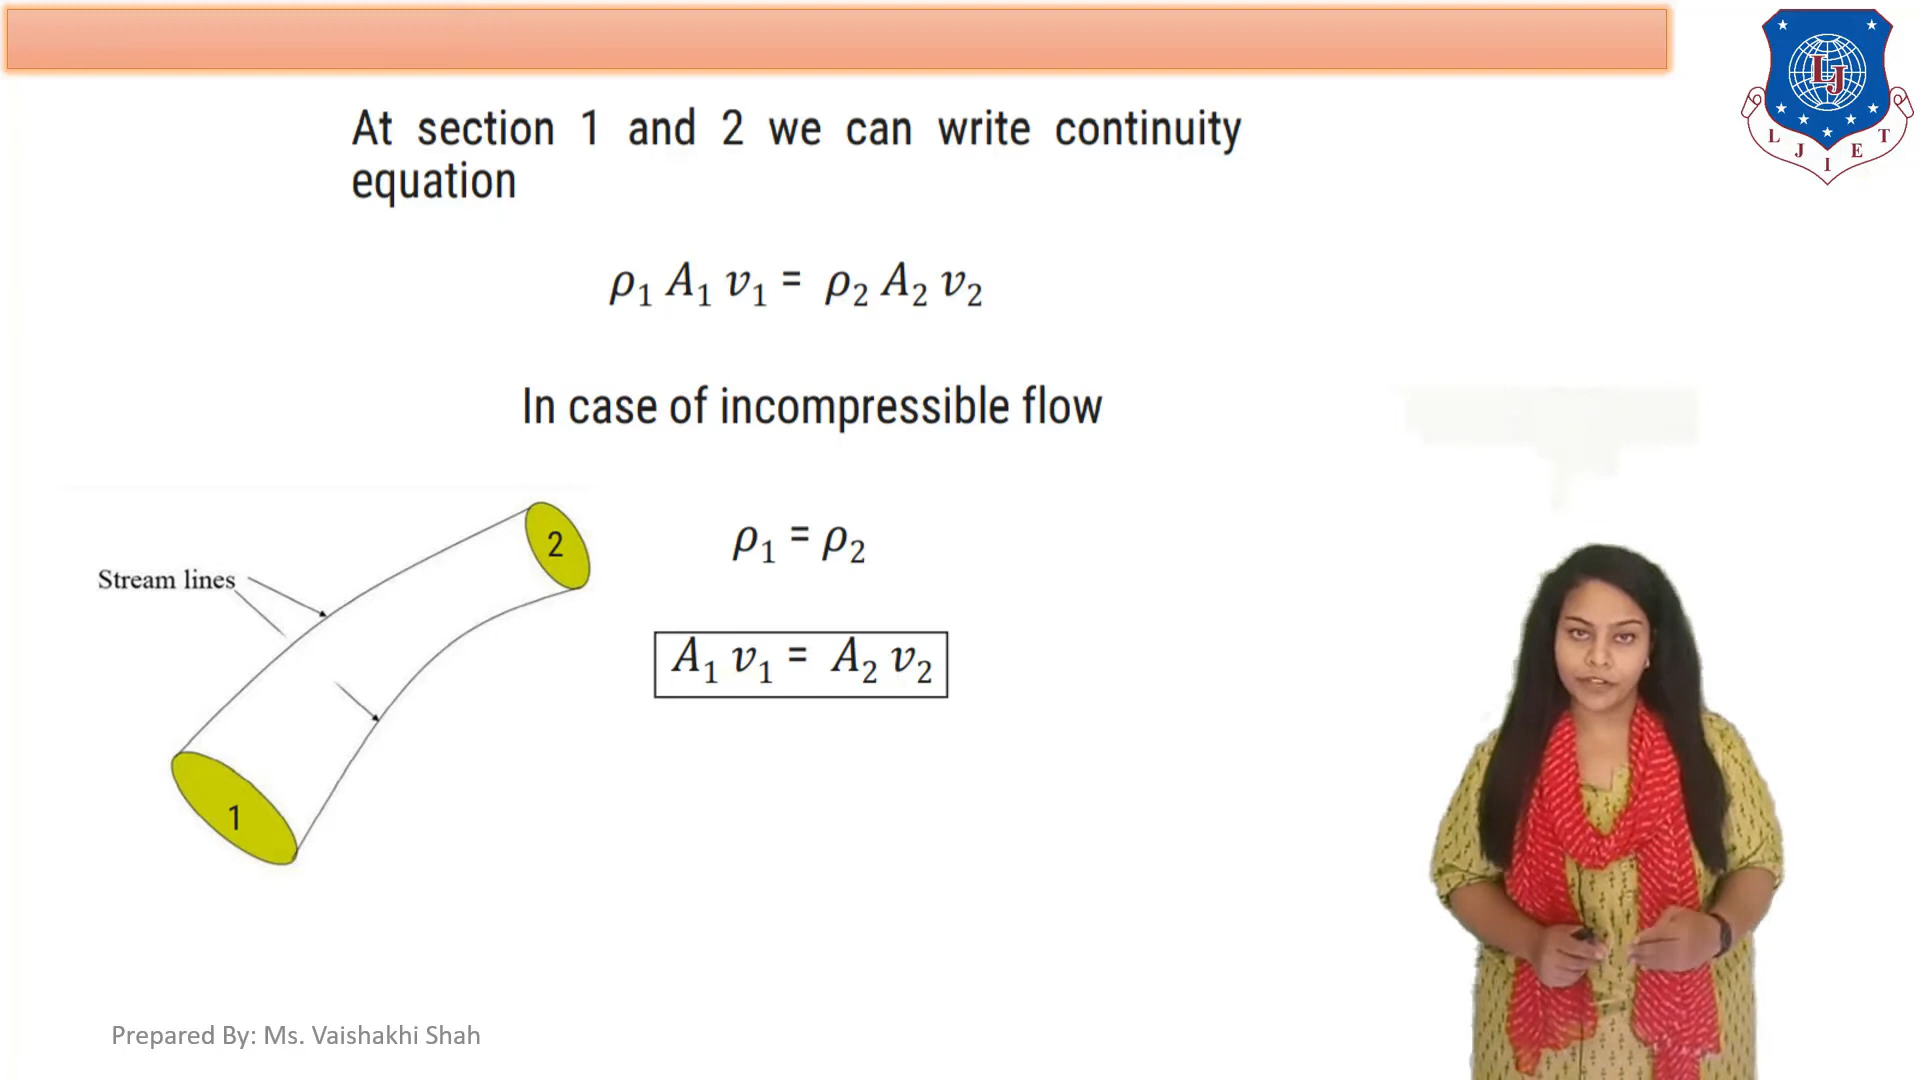 At section 1 and 2 we can write continuity
equation
ρ₁ A₁ v₁ = ρ₂ A₂ v₂
In case of incompressible flow
ρ₁ = ρ₂
A₁ v₁ = A₂ v₂
Stream lines
2
1
LJ
L J I E T
Prepared By: Ms. Vaishakhi Shah